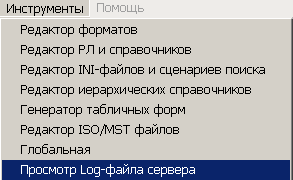 Инструменты Помощь
Редактор форматов
Редактор РЛ и справочников
Редактор INI-файлов и сценариев поиска
Редактор иерархических справочников
Генератор табличных форм
Редактор ISO/MST файлов
Глобальная
Просмотр Log-файла сервера